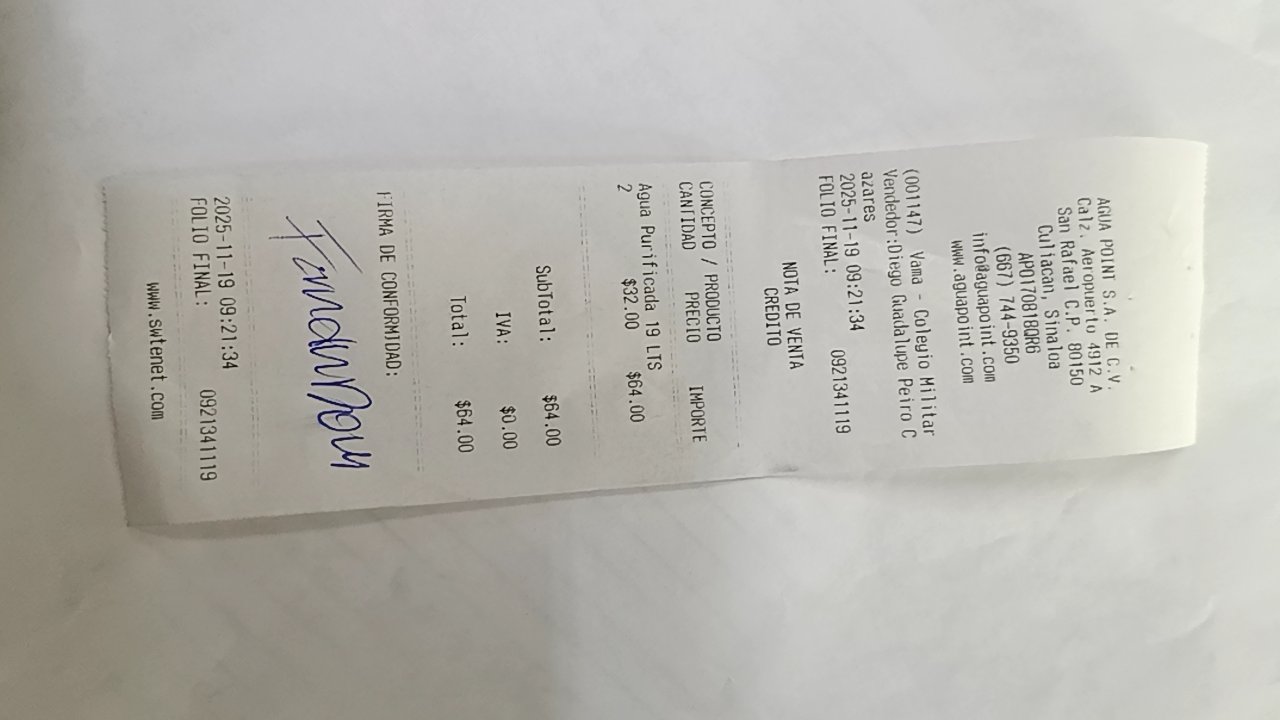 AGUA POINT S.A. DE C.V.
Calz. Aeropuerto 4912 A
San Rafael C.P. 80150
Culiacan, Sinaloa
APO170818QR6
(667) 744-9350
info@aguapoint.com
www.aguapoint.com
(001147) Vama - Colegio Militar
Vendedor:Diego Guadalupe Peiro C
azares
2025-11-19 09:21:34
FOLIO FINAL: 0921341119
NOTA DE VENTA
CREDITO
CONCEPTO / PRODUCTO
CANTIDAD PRECIO IMPORTE
Agua Purificada 19 LTS
2 $32.00 $64.00
SubTotal: $64.00
IVA: $0.00
Total: $64.00
FIRMA DE CONFORMIDAD:
2025-11-19 09:21:34
FOLIO FINAL: 0921341119
www.swtenet.com